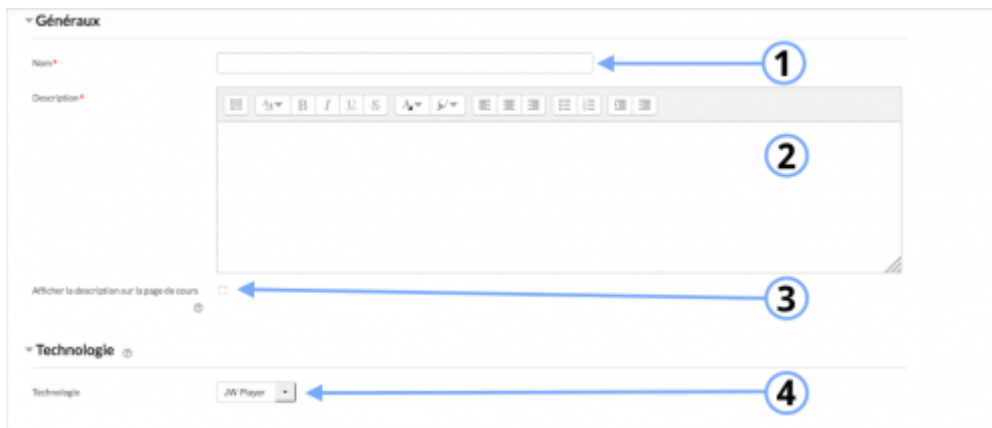 Généraux
Nom*
1
Description*
B I U S
2
Afficher la description sur la page de cours
3
Technologie
Technologie
JW Player
4